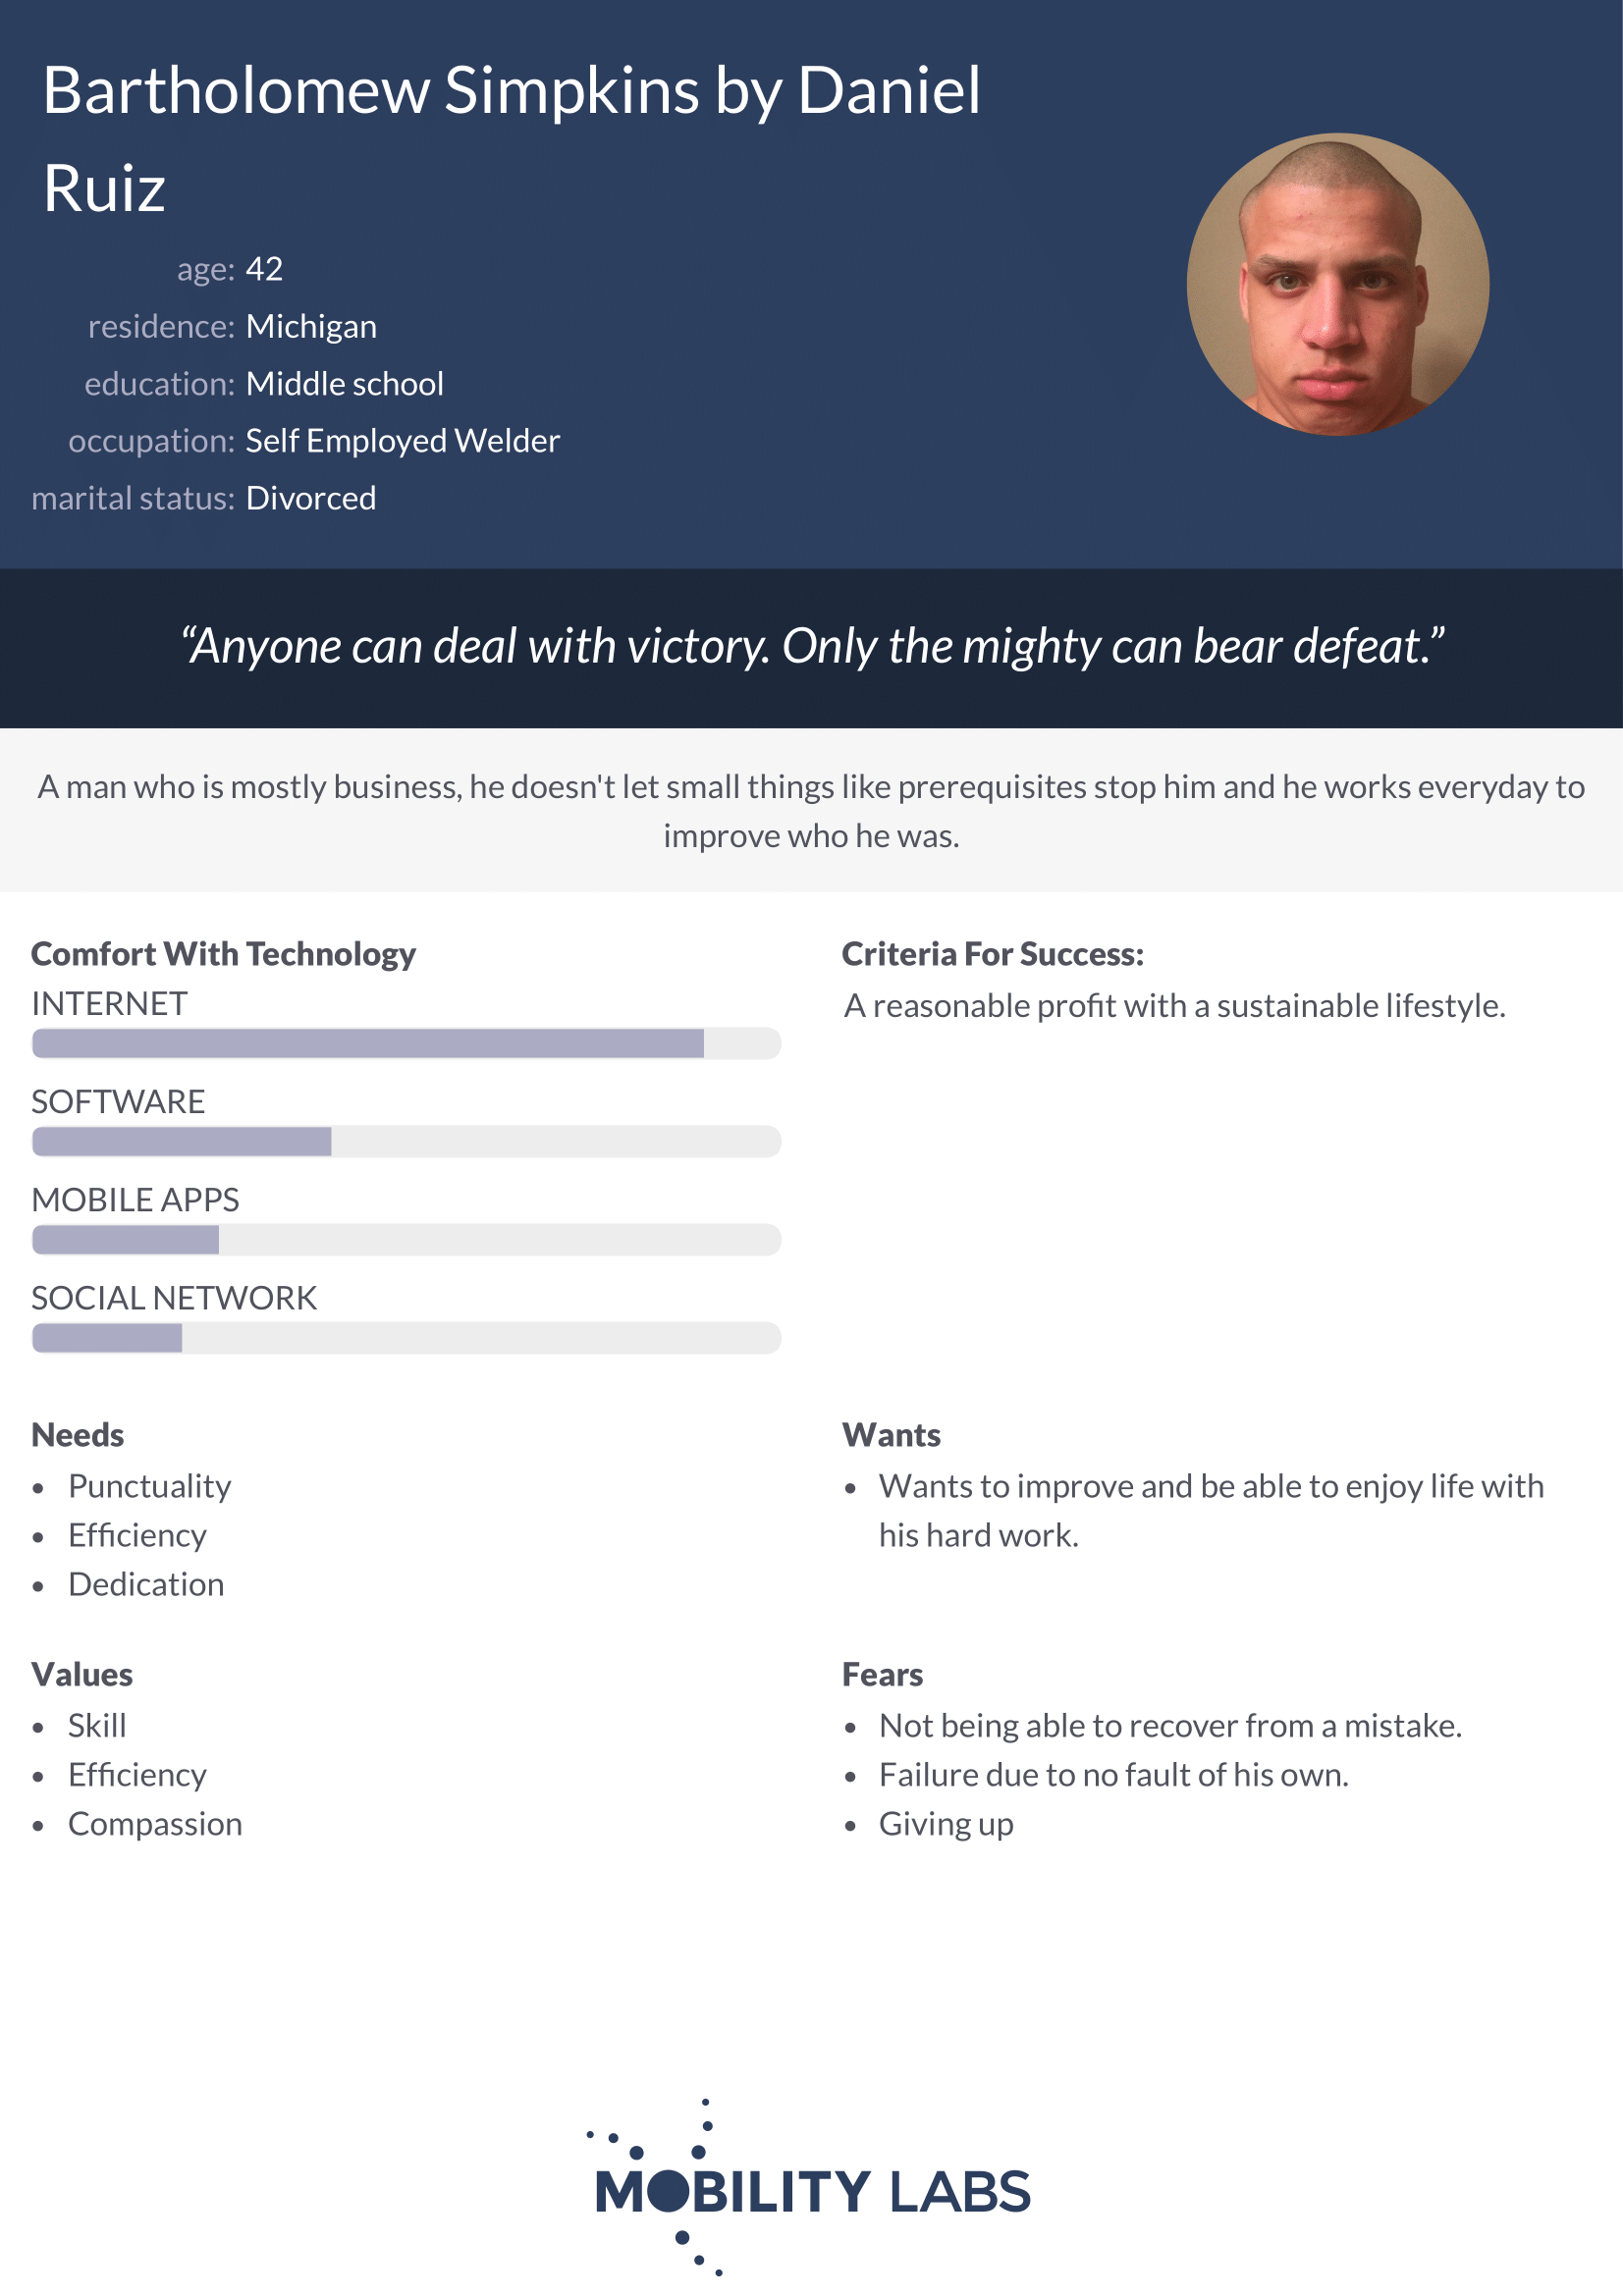 Bartholomew Simpkins by Daniel
Ruiz
age: 42
residence: Michigan
education: Middle school
occupation: Self Employed Welder
marital status: Divorced
“Anyone can deal with victory. Only the mighty can bear defeat.”
A man who is mostly business, he doesn't let small things like prerequisites stop him and he works everyday to
improve who he was.
Comfort With Technology
INTERNET
SOFTWARE
MOBILE APPS
SOCIAL NETWORK
Criteria For Success:
A reasonable profit with a sustainable lifestyle.
Needs
• Punctuality
• Efficiency
• Dedication
Wants
• Wants to improve and be able to enjoy life with
his hard work.
Values
• Skill
• Efficiency
• Compassion
Fears
• Not being able to recover from a mistake.
• Failure due to no fault of his own.
• Giving up
MOBILITY LABS